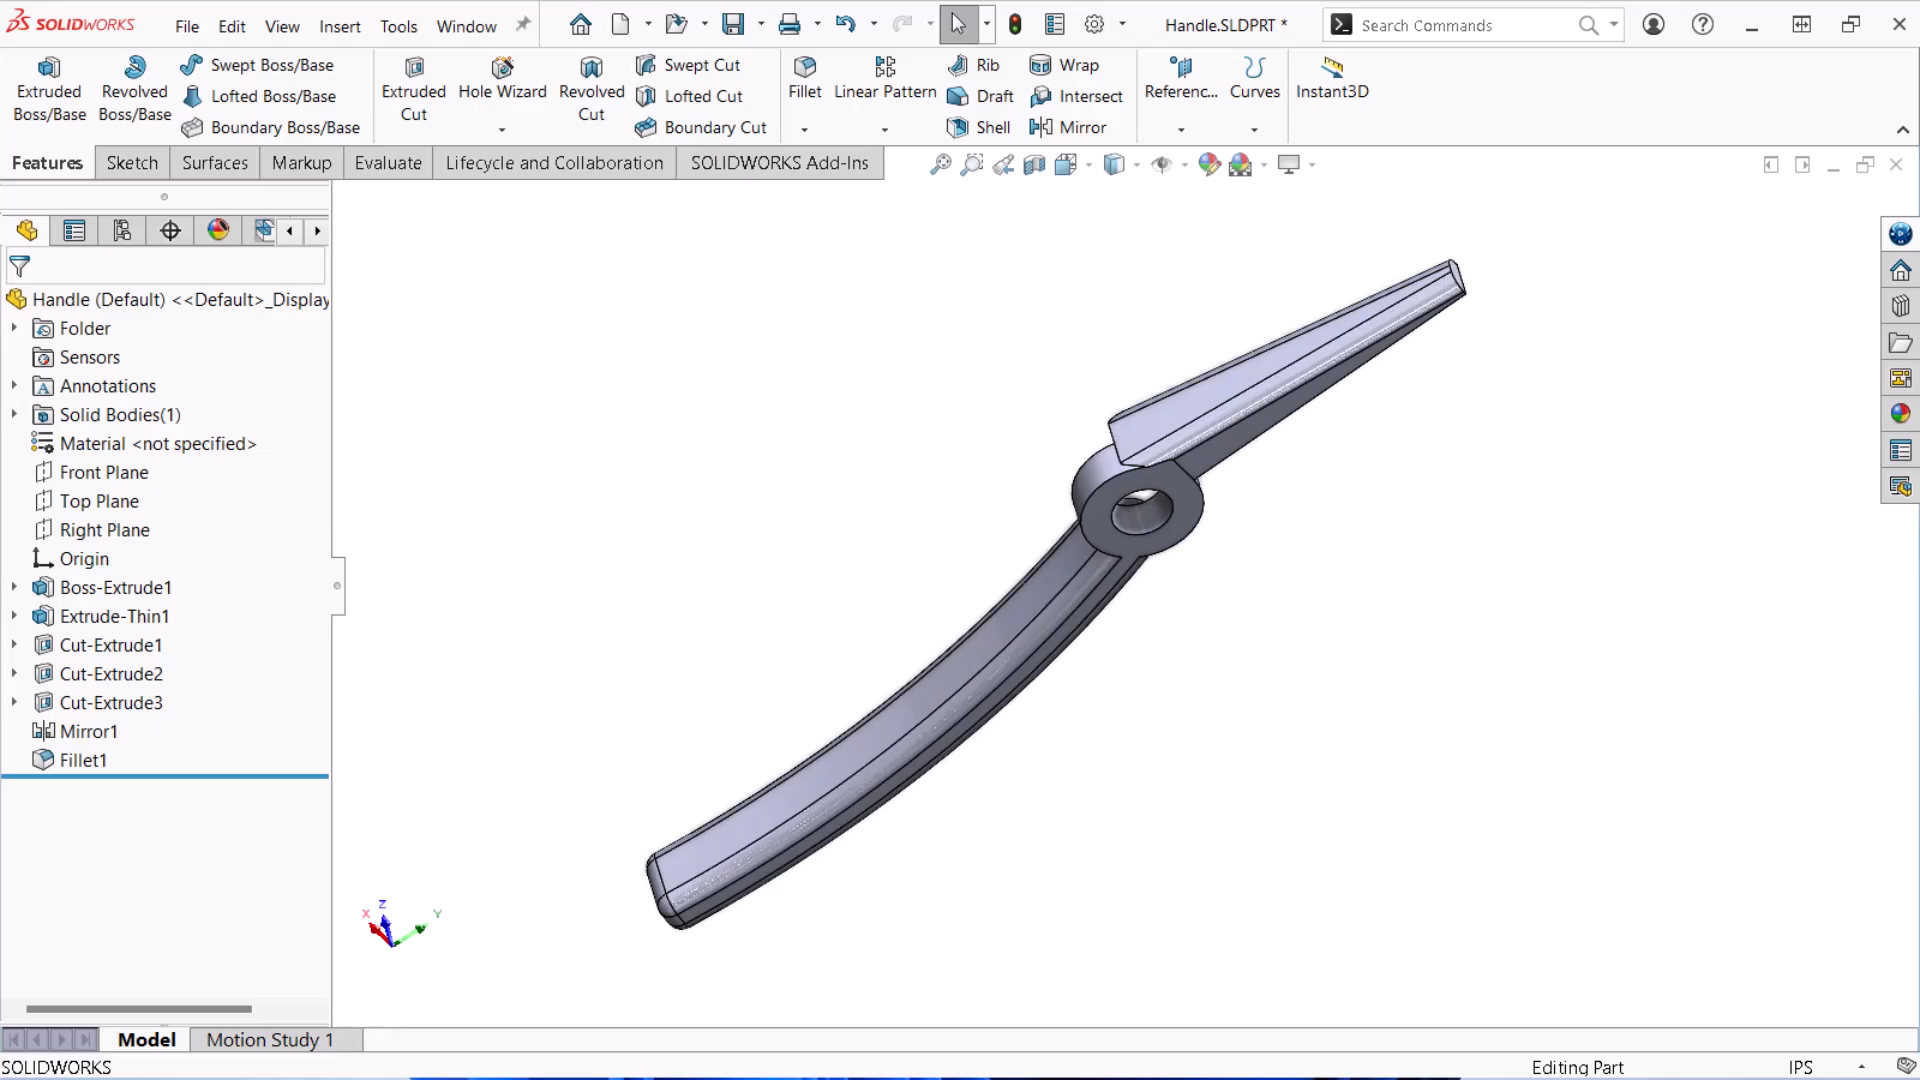 SOLIDWORKS
File Edit View Insert Tools Window
Handle.SLDPRT *
Search Commands
Extruded Boss/Base
Revolved Boss/Base
Swept Boss/Base
Lofted Boss/Base
Boundary Boss/Base
Extruded Cut
Hole Wizard
Revolved Cut
Swept Cut
Lofted Cut
Boundary Cut
Fillet
Linear Pattern
Rib
Draft
Shell
Wrap
Intersect
Mirror
Referenc...
Curves
Instant3D
Features Sketch Surfaces Markup Evaluate Lifecycle and Collaboration SOLIDWORKS Add-Ins
Handle (Default) <<Default>_Display
Folder
Sensors
Annotations
Solid Bodies(1)
Material <not specified>
Front Plane
Top Plane
Right Plane
Origin
Boss-Extrude1
Extrude-Thin1
Cut-Extrude1
Cut-Extrude2
Cut-Extrude3
Mirror1
Fillet1
X Z Y
Model Motion Study 1
SOLIDWORKS Editing Part IPS